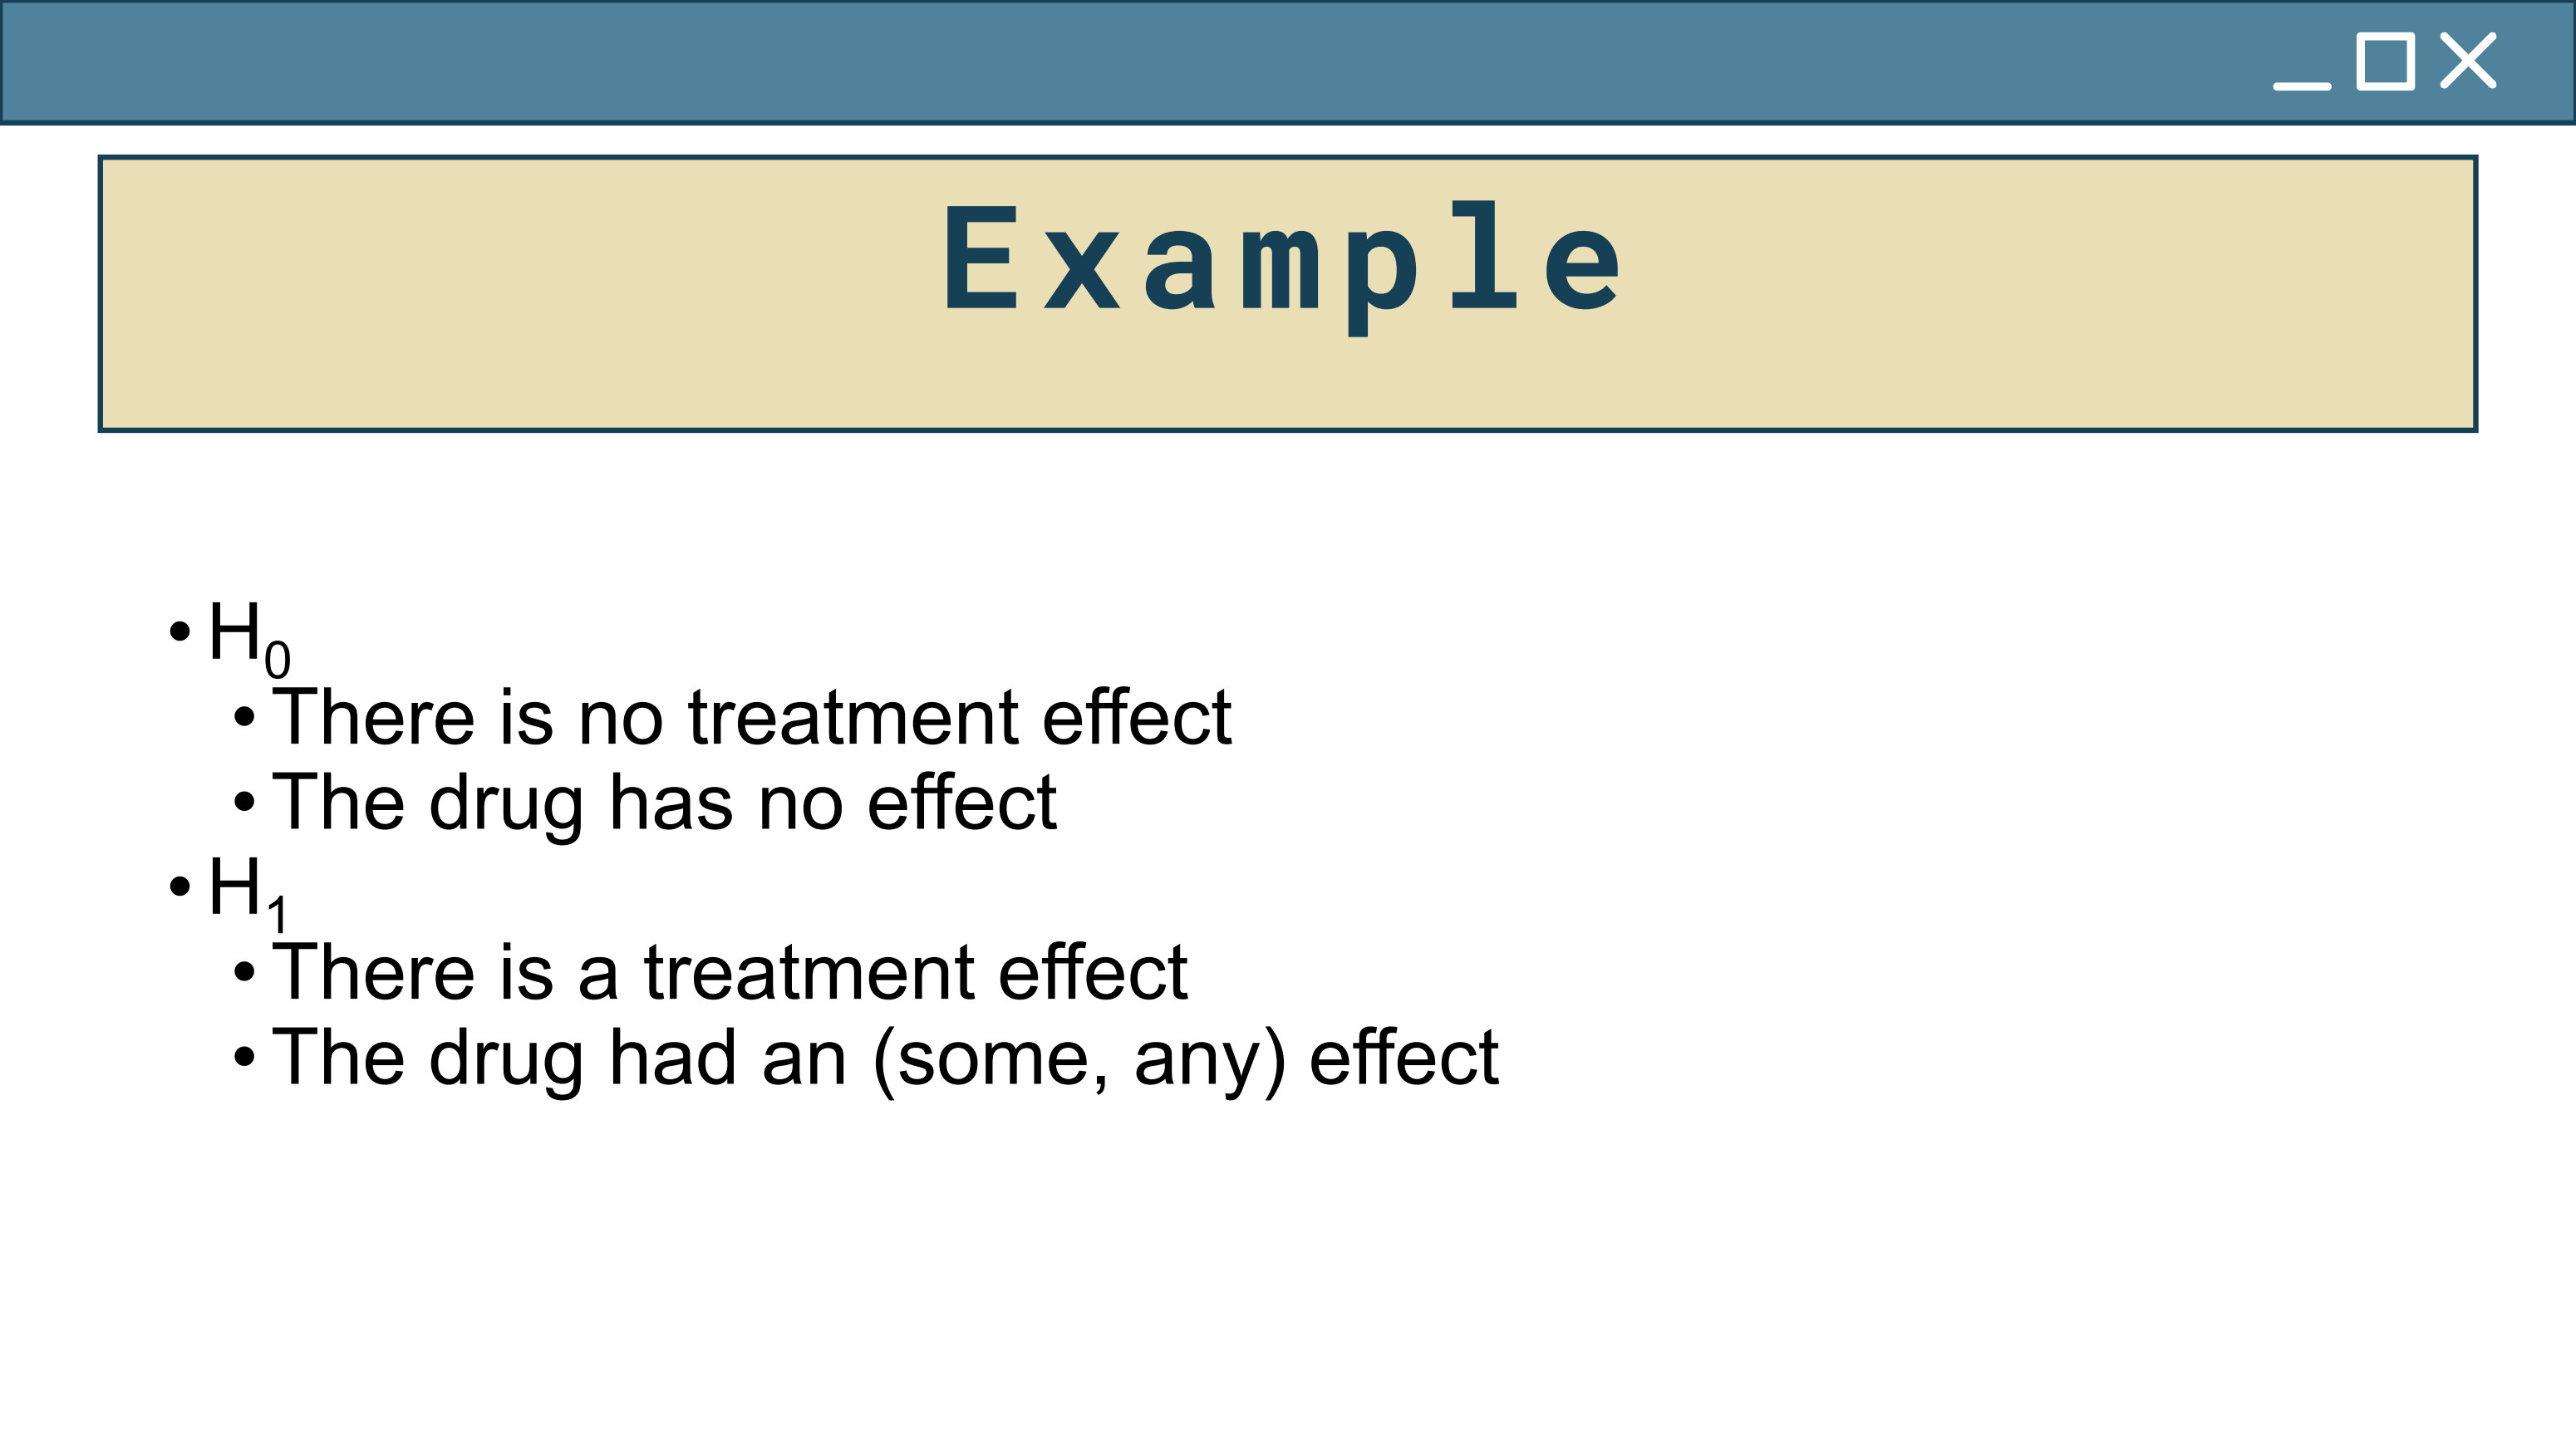 Example
• H₀
• There is no treatment effect
• The drug has no effect
• H₁
• There is a treatment effect
• The drug had an (some, any) effect